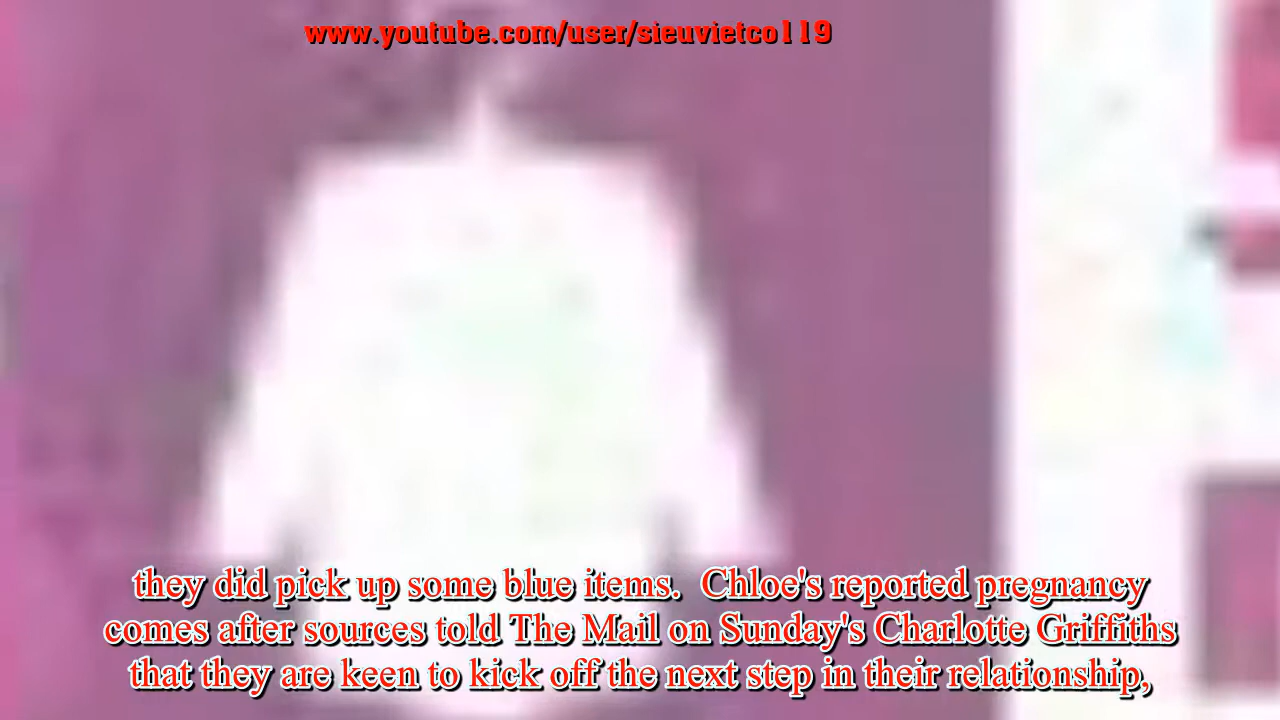 www.youtube.com/user/sieuvietco119
they did pick up some blue items.  Chloe's reported pregnancy
comes after sources told The Mail on Sunday's Charlotte Griffiths
that they are keen to kick off the next step in their relationship,